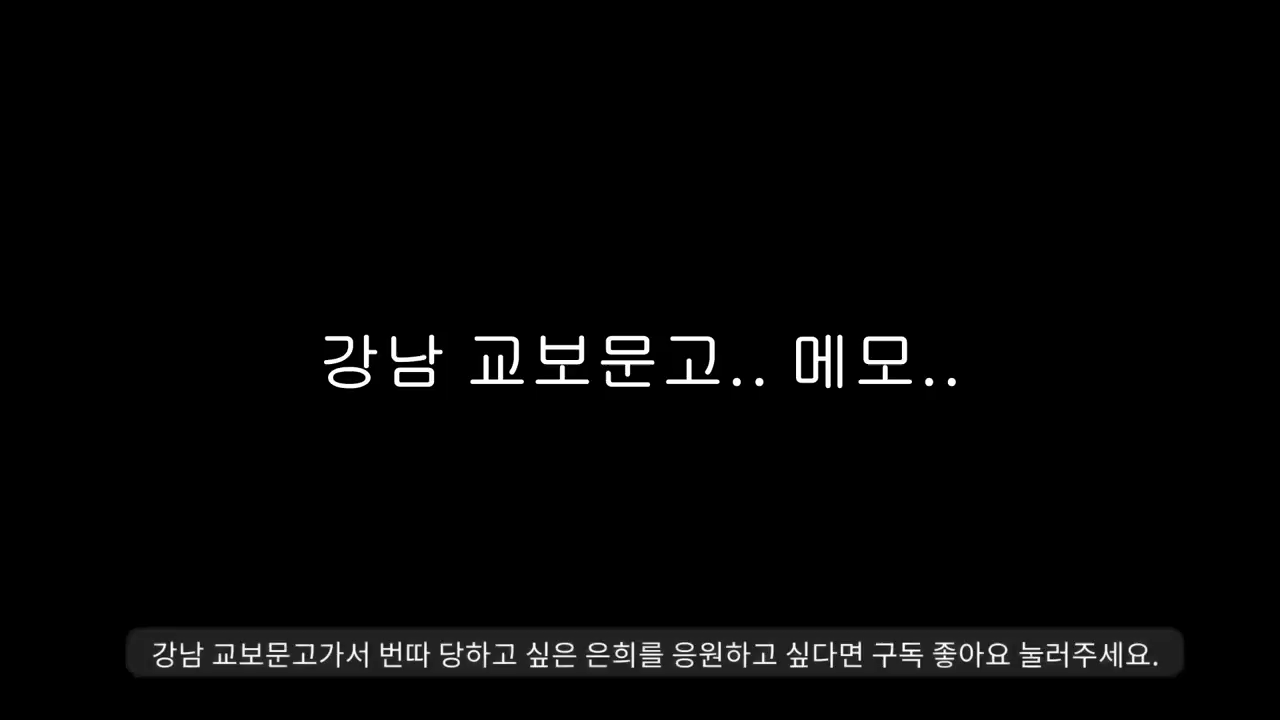 강남 교보문고.. 메모..
강남 교보문고가서 번따 당하고 싶은 은희를 응원하고 싶다면 구독 좋아요 눌러주세요.